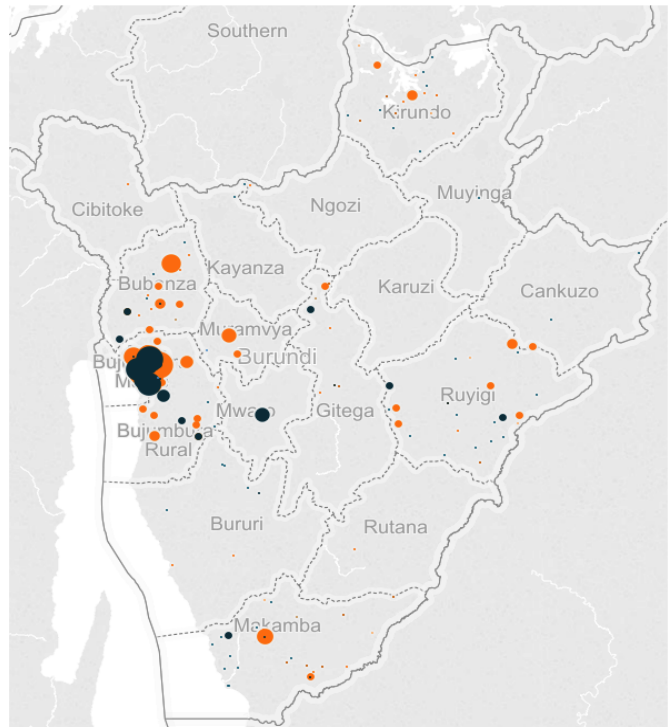 Southern
Kirundo
Muyinga
Cibitoke
Ngozi
Kayanza
Bubanza
Karuzi
Cankuzo
Muramvya
Burundi
Ruyigi
Mwaro
Gitega
Bujumbura
Rural
Bururi
Rutana
Makamba